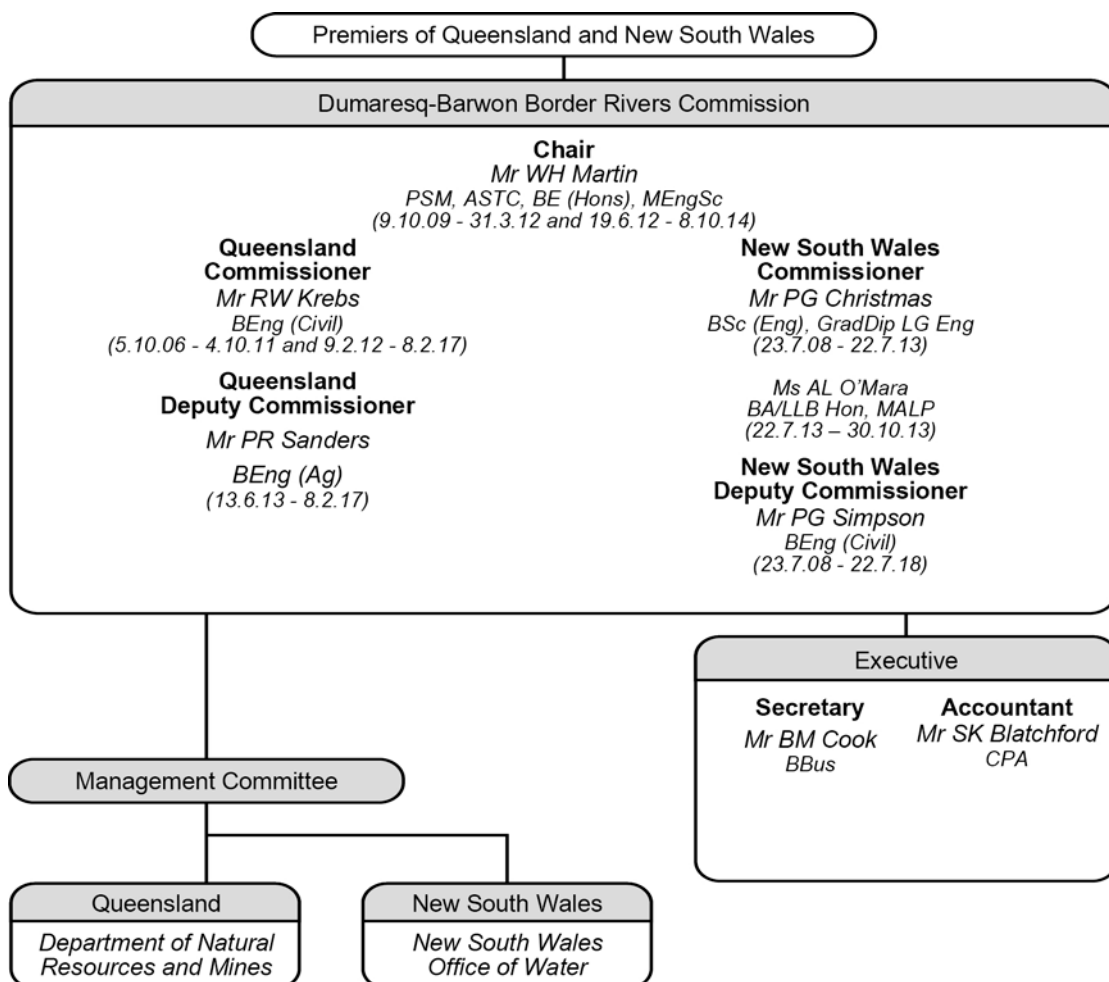 Premiers of Queensland and New South Wales
Dumaresq-Barwon Border Rivers Commission
Chair
Mr WH Martin
PSM, ASTC, BE (Hons), MEngSc
(9.10.09 - 31.3.12 and 19.6.12 - 8.10.14)
Queensland
Commissioner
Mr RW Krebs
BEng (Civil)
(5.10.06 - 4.10.11 and 9.2.12 - 8.2.17)
Queensland
Deputy Commissioner
Mr PR Sanders
BEng (Ag)
(13.6.13 - 8.2.17)
New South Wales
Commissioner
Mr PG Christmas
BSc (Eng), GradDip LG Eng
(23.7.08 - 22.7.13)
Ms AL O'Mara
BA/LLB Hon, MALP
(22.7.13 – 30.10.13)
New South Wales
Deputy Commissioner
Mr PG Simpson
BEng (Civil)
(23.7.08 - 22.7.18)
Executive
Secretary
Mr BM Cook
BBus
Accountant
Mr SK Blatchford
CPA
Management Committee
Queensland
Department of Natural
Resources and Mines
New South Wales
New South Wales
Office of Water